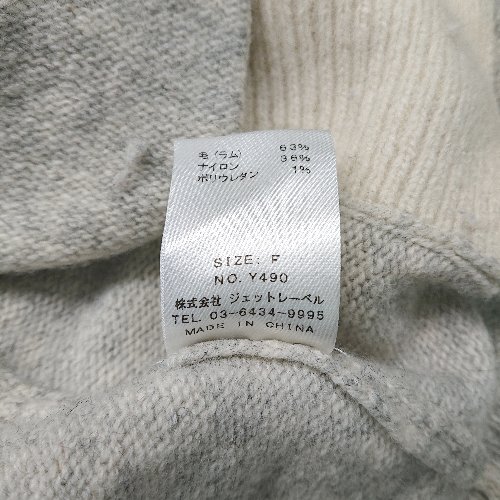 毛(ラム) 63%
ナイロン 36%
ポリウレタン 1%
SIZE: F
NO. Y490
株式会社 ジェットレーベル
TEL. 03-6434-9995
MADE IN CHINA